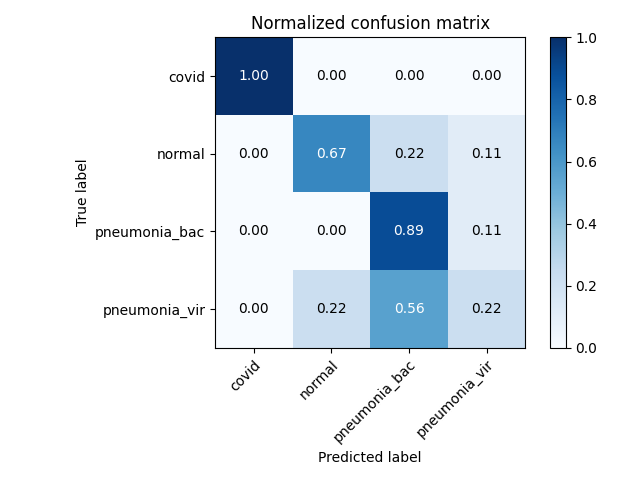 Normalized confusion matrix
True label
covid 1.00 0.00 0.00 0.00
normal 0.00 0.67 0.22 0.11
pneumonia_bac 0.00 0.00 0.89 0.11
pneumonia_vir 0.00 0.22 0.56 0.22
covid normal pneumonia_bac pneumonia_vir
Predicted label
1.0
0.8
0.6
0.4
0.2
0.0